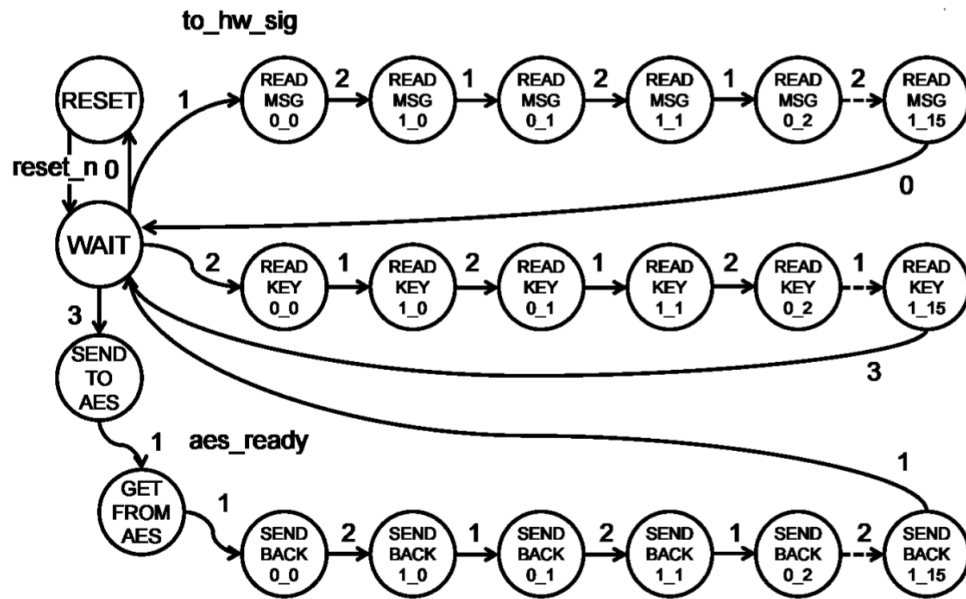 to_hw_sig
RESET
1
READ
MSG
0_0
2
READ
MSG
1_0
1
READ
MSG
0_1
2
READ
MSG
1_1
1
READ
MSG
0_2
2
READ
MSG
1_15
reset_n
0
0
WAIT
2
READ
KEY
0_0
1
READ
KEY
1_0
2
READ
KEY
0_1
1
READ
KEY
1_1
2
READ
KEY
0_2
1
READ
KEY
1_15
3
3
SEND
TO
AES
1
aes_ready
1
GET
FROM
AES
1
SEND
BACK
0_0
2
SEND
BACK
1_0
1
SEND
BACK
0_1
2
SEND
BACK
1_1
1
SEND
BACK
0_2
2
SEND
BACK
1_15